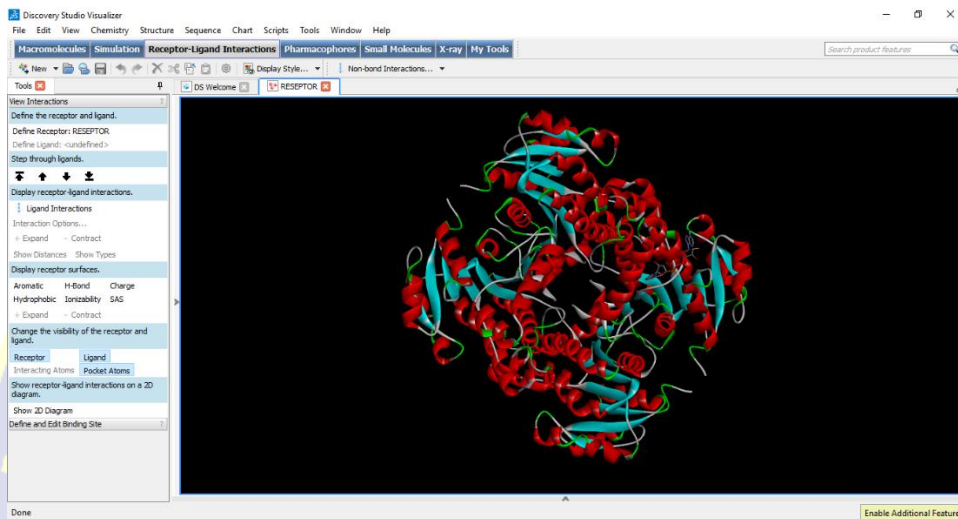 Discovery Studio Visualizer
File Edit View Chemistry Structure Sequence Chart Scripts Tools Window Help
Macromolecules Simulation Receptor-Ligand Interactions Pharmacophores Small Molecules X-ray My Tools
Search product features
New Display Style... Non-bond Interactions...
Tools DS Welcome RESEPTOR
View Interactions ?
Define the receptor and ligand.
Define Receptor: RESEPTOR
Define Ligand: <undefined>
Step through ligands.
Display receptor-ligand interactions.
Ligand Interactions
Interaction Options...
+ Expand - Contract
Show Distances Show Types
Display receptor surfaces.
Aromatic H-Bond Charge
Hydrophobic Ionizability SAS
+ Expand - Contract
Change the visibility of the receptor and
ligand.
Receptor Ligand
Interacting Atoms Pocket Atoms
Show receptor-ligand interactions on a 2D
diagram.
Show 2D Diagram
Define and Edit Binding Site ?
Done
Enable Additional Feature